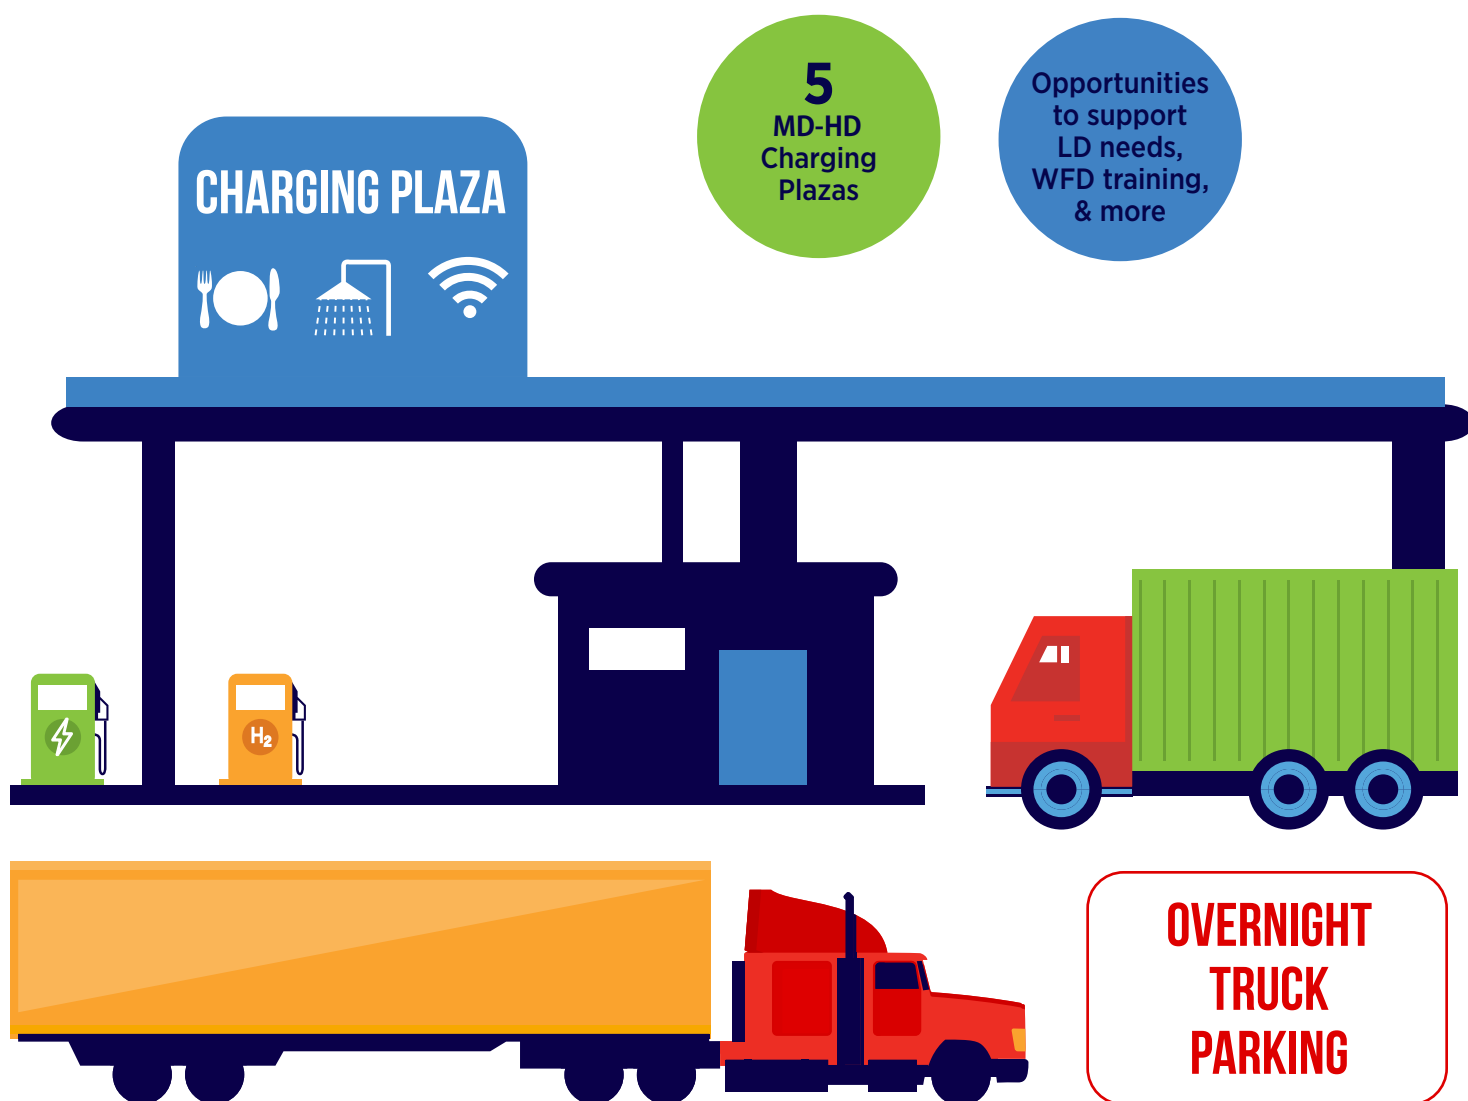 5
MD-HD
Charging
Plazas
Opportunities
to support
LD needs,
WFD training,
& more
CHARGING PLAZA
H₂
OVERNIGHT
TRUCK
PARKING